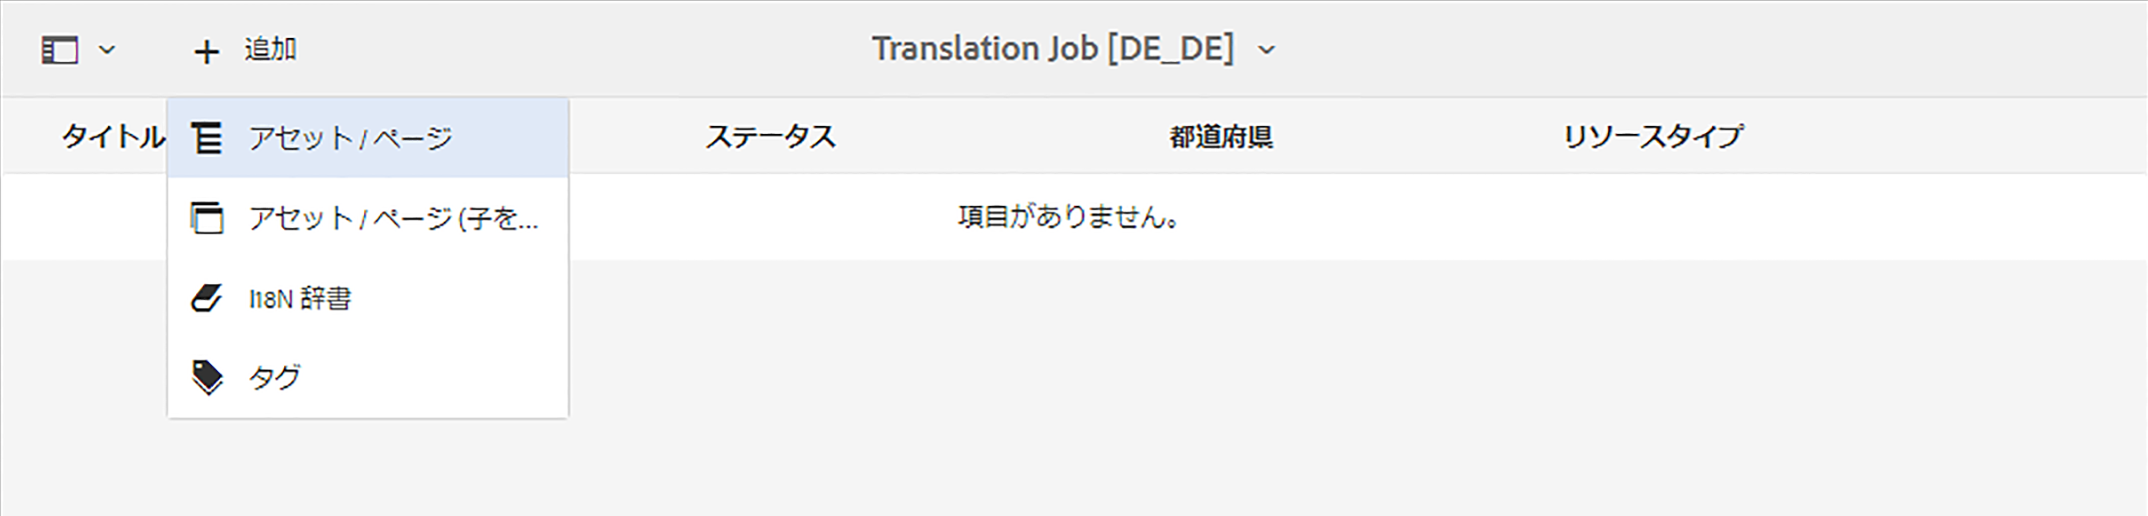 追加
Translation Job [DE_DE]
タイトル
ステータス
都道府県
リソースタイプ
アセット / ページ
アセット / ページ (子を...
I18N 辞書
タグ
項目がありません。